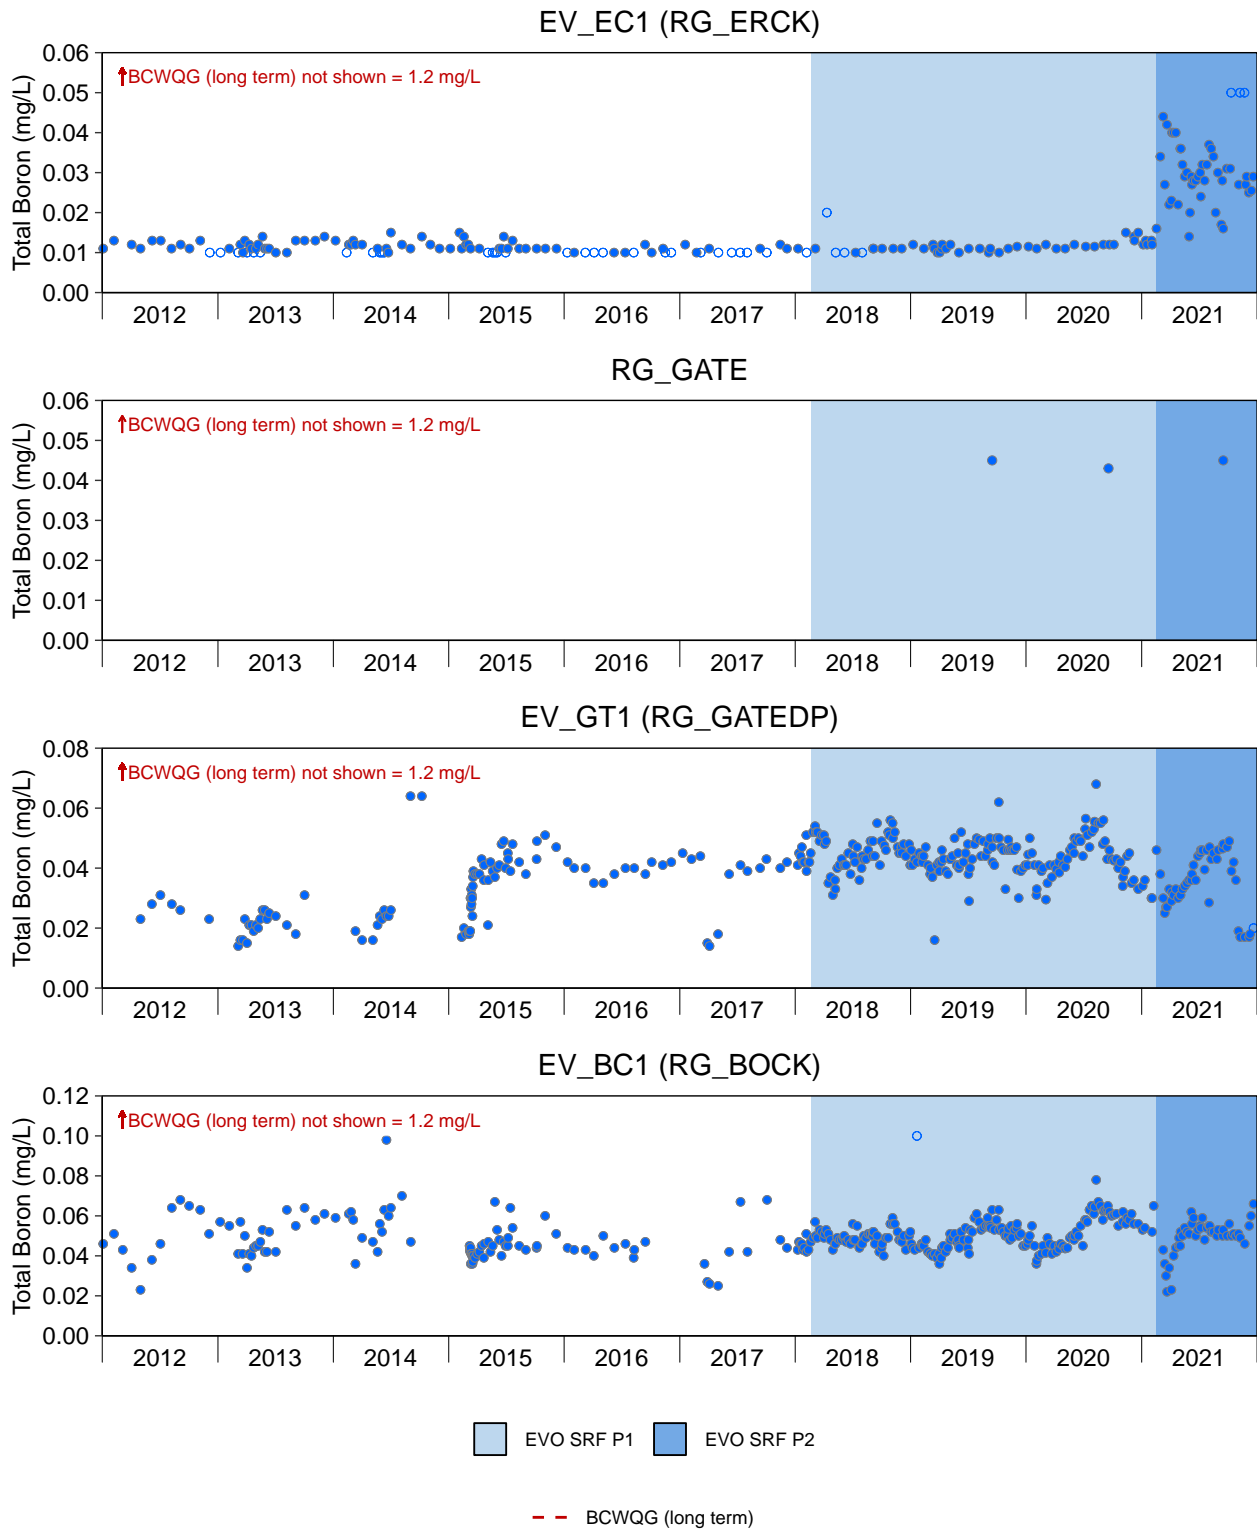 EV_EC1 (RG_ERCK)
Total Boron (mg/L)
0.06
0.05
0.04
0.03
0.02
0.01
0.00
↑BCWQG (long term) not shown = 1.2 mg/L
2012 2013 2014 2015 2016 2017 2018 2019 2020 2021
RG_GATE
Total Boron (mg/L)
0.06
0.05
0.04
0.03
0.02
0.01
0.00
↑BCWQG (long term) not shown = 1.2 mg/L
2012 2013 2014 2015 2016 2017 2018 2019 2020 2021
EV_GT1 (RG_GATEDP)
Total Boron (mg/L)
0.08
0.06
0.04
0.02
0.00
↑BCWQG (long term) not shown = 1.2 mg/L
2012 2013 2014 2015 2016 2017 2018 2019 2020 2021
EV_BC1 (RG_BOCK)
Total Boron (mg/L)
0.12
0.10
0.08
0.06
0.04
0.02
0.00
↑BCWQG (long term) not shown = 1.2 mg/L
2012 2013 2014 2015 2016 2017 2018 2019 2020 2021
EVO SRF P1 EVO SRF P2
BCWQG (long term)